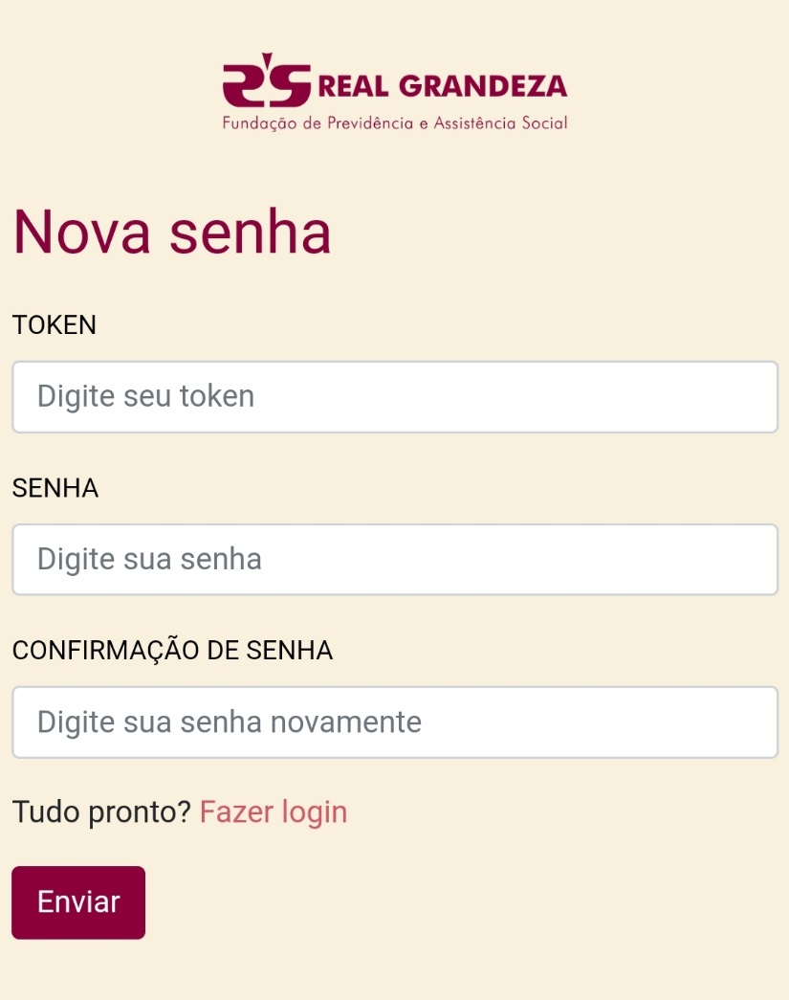 REAL GRANDEZA
Fundação de Previdência e Assistência Social
Nova senha
TOKEN
Digite seu token
SENHA
Digite sua senha
CONFIRMAÇÃO DE SENHA
Digite sua senha novamente
Tudo pronto? Fazer login
Enviar